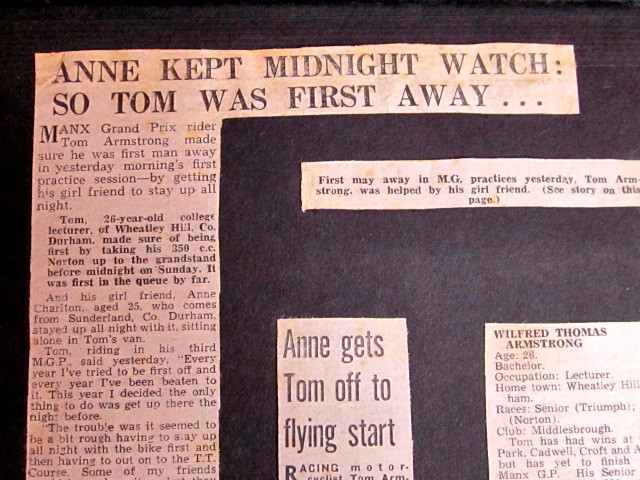 ANNE KEPT MIDNIGHT WATCH:
SO TOM WAS FIRST AWAY ...
MANX Grand Prix rider
Tom Armstrong made
sure he was first man away
in yesterday morning's first
practice session—by getting
his girl friend to stay up all
night.
Tom, 26-year-old college
lecturer, of Wheatley Hill, Co.
Durham, made sure of being
first by taking his 350 c.c.
Norton up to the grandstand
before midnight on Sunday. It
was first in the queue by far.
And his girl friend, Anne
Charlton, aged 25, who comes
from Sunderland, Co. Durham,
stayed up all night with it, sitting
alone in Tom's van.
Tom, riding in his third
M.G.P., said yesterday, "Every
year I've tried to be first off and
every year I've been beaten to
it. This year I decided the only
thing to do was get up there the
night before.
"The trouble was it seemed to
be a bit rough having to stay up
all night with the bike first and
then having to out on to the T.T.
Course. Some of my friends
First may away in M.G. practices yesterday, Tom Arm-
strong, was helped by his girl friend. (See story on this
page.)
Anne gets
Tom off to
flying start
RACING motor-
cyclist Tom Arm-
WILFRED THOMAS
ARMSTRONG
Age: 26.
Bachelor.
Occupation: Lecturer.
Home town: Wheatley Hill
ham.
Races: Senior (Triumph);
(Norton).
Club: Middlesbrough.
Tom has had wins at
Park, Cadwell, Croft and
but has yet to finish
Manx G.P. His Senior